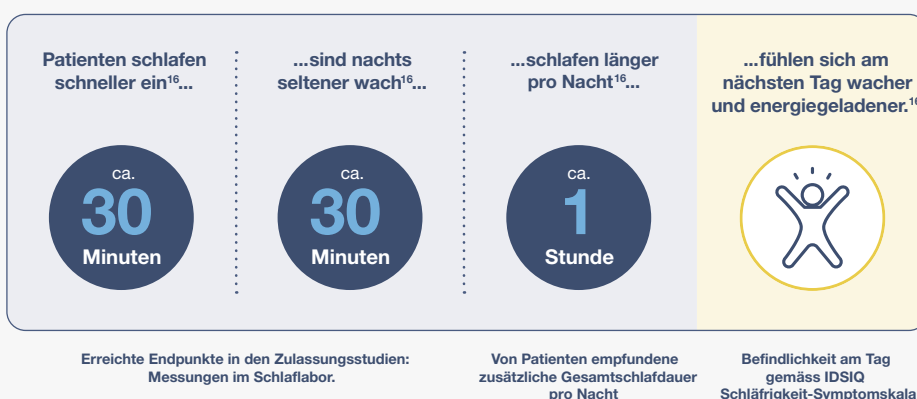 Patienten schlafen
schneller ein16...
ca.
30
Minuten
...sind nachts
seltener wach16...
ca.
30
Minuten
...schlafen länger
pro Nacht16...
ca.
1
Stunde
...fühlen sich am
nächsten Tag wacher
und energiegeladener.16
Erreichte Endpunkte in den Zulassungsstudien:
Messungen im Schlaflabor.
Von Patienten empfundene
zusätzliche Gesamtschlafdauer
pro Nacht
Befindlichkeit am Tag
gemäss IDSIQ
Schläfrigkeit-Symptomskala